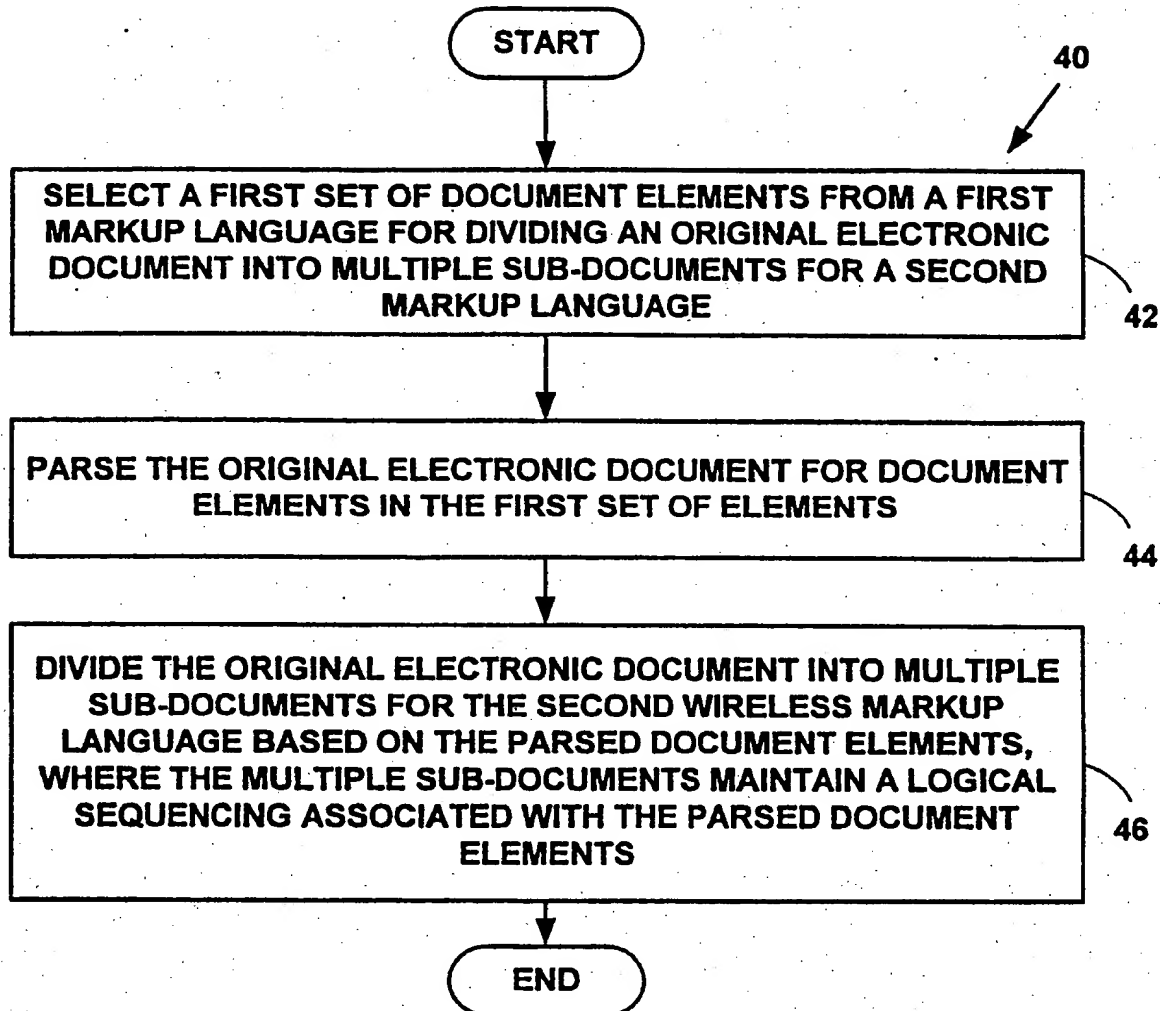 START
40
SELECT A FIRST SET OF DOCUMENT ELEMENTS FROM A FIRST
MARKUP LANGUAGE FOR DIVIDING AN ORIGINAL ELECTRONIC
DOCUMENT INTO MULTIPLE SUB-DOCUMENTS FOR A SECOND
MARKUP LANGUAGE
42
PARSE THE ORIGINAL ELECTRONIC DOCUMENT FOR DOCUMENT
ELEMENTS IN THE FIRST SET OF ELEMENTS
44
DIVIDE THE ORIGINAL ELECTRONIC DOCUMENT INTO MULTIPLE
SUB-DOCUMENTS FOR THE SECOND WIRELESS MARKUP
LANGUAGE BASED ON THE PARSED DOCUMENT ELEMENTS,
WHERE THE MULTIPLE SUB-DOCUMENTS MAINTAIN A LOGICAL
SEQUENCING ASSOCIATED WITH THE PARSED DOCUMENT
ELEMENTS
46
END